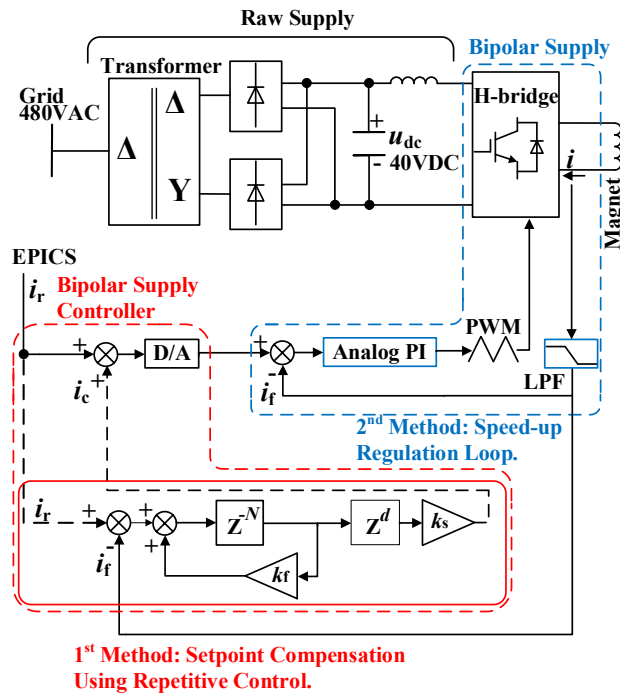 Raw Supply
Bipolar Supply
Transformer
H-bridge
Grid
480VAC
Δ
Δ
Y
+
u_dc
- 40VDC
i
Magnet
EPICS
i_r
Bipolar Supply
Controller
PWM
+
D/A
+
Analog PI
i_c +
i_f -
LPF
2nd Method: Speed-up
Regulation Loop.
i_r + + Z^-N Z^d k_s
i_f - +
k_f
1st Method: Setpoint Compensation
Using Repetitive Control.